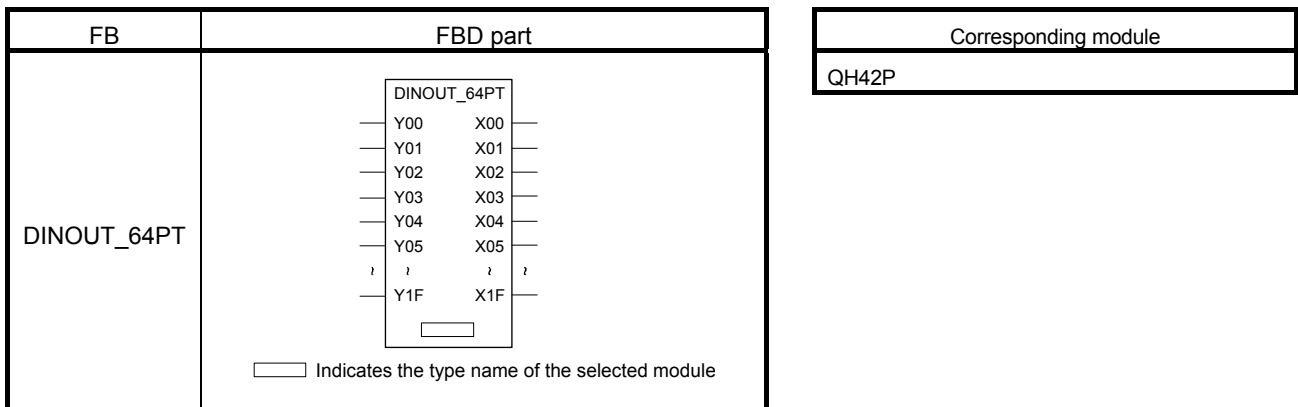 FB FBD part
DINOUT_64PT
DINOUT_64PT
Y00 X00
Y01 X01
Y02 X02
Y03 X03
Y04 X04
Y05 X05
~ ~ ~ ~
Y1F X1F
Indicates the type name of the selected module
Corresponding module
QH42P